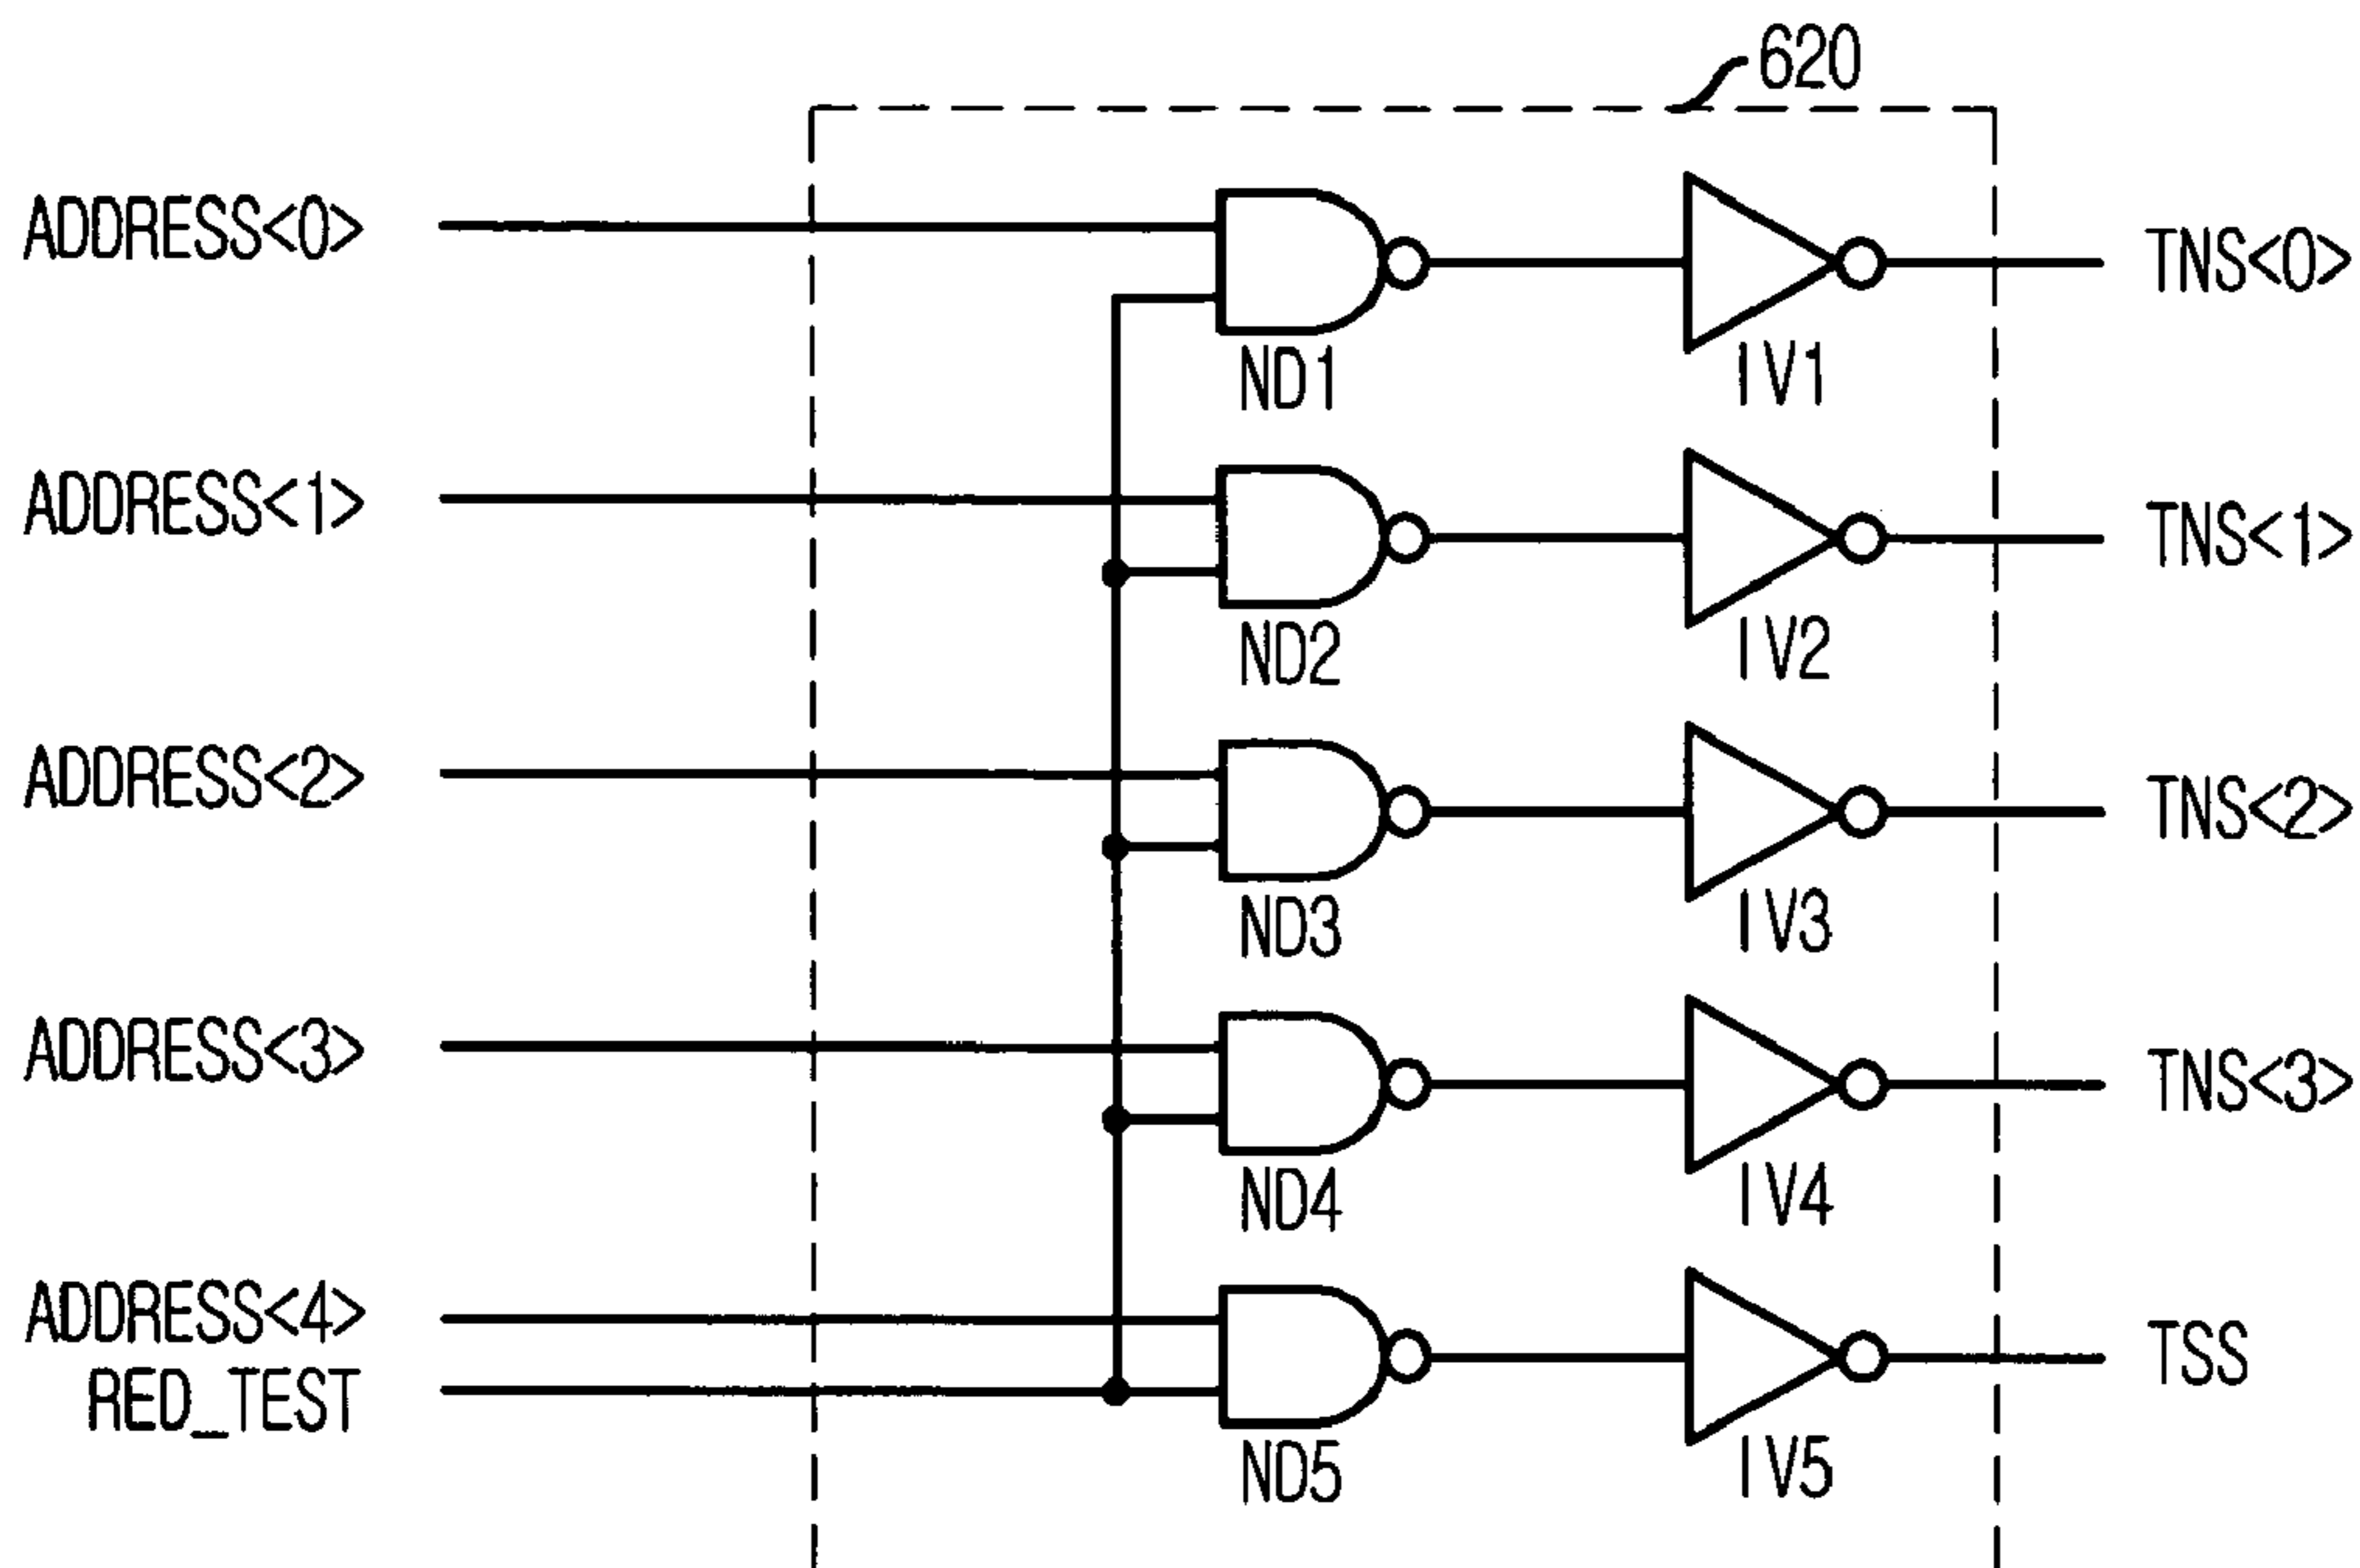 620
ADDRESS<0>
TNS<0>
ND1
IV1
ADDRESS<1>
TNS<1>
ND2
IV2
ADDRESS<2>
TNS<2>
ND3
IV3
ADDRESS<3>
TNS<3>
ND4
IV4
ADDRESS<4>
TSS
RED_TEST
ND5
IV5